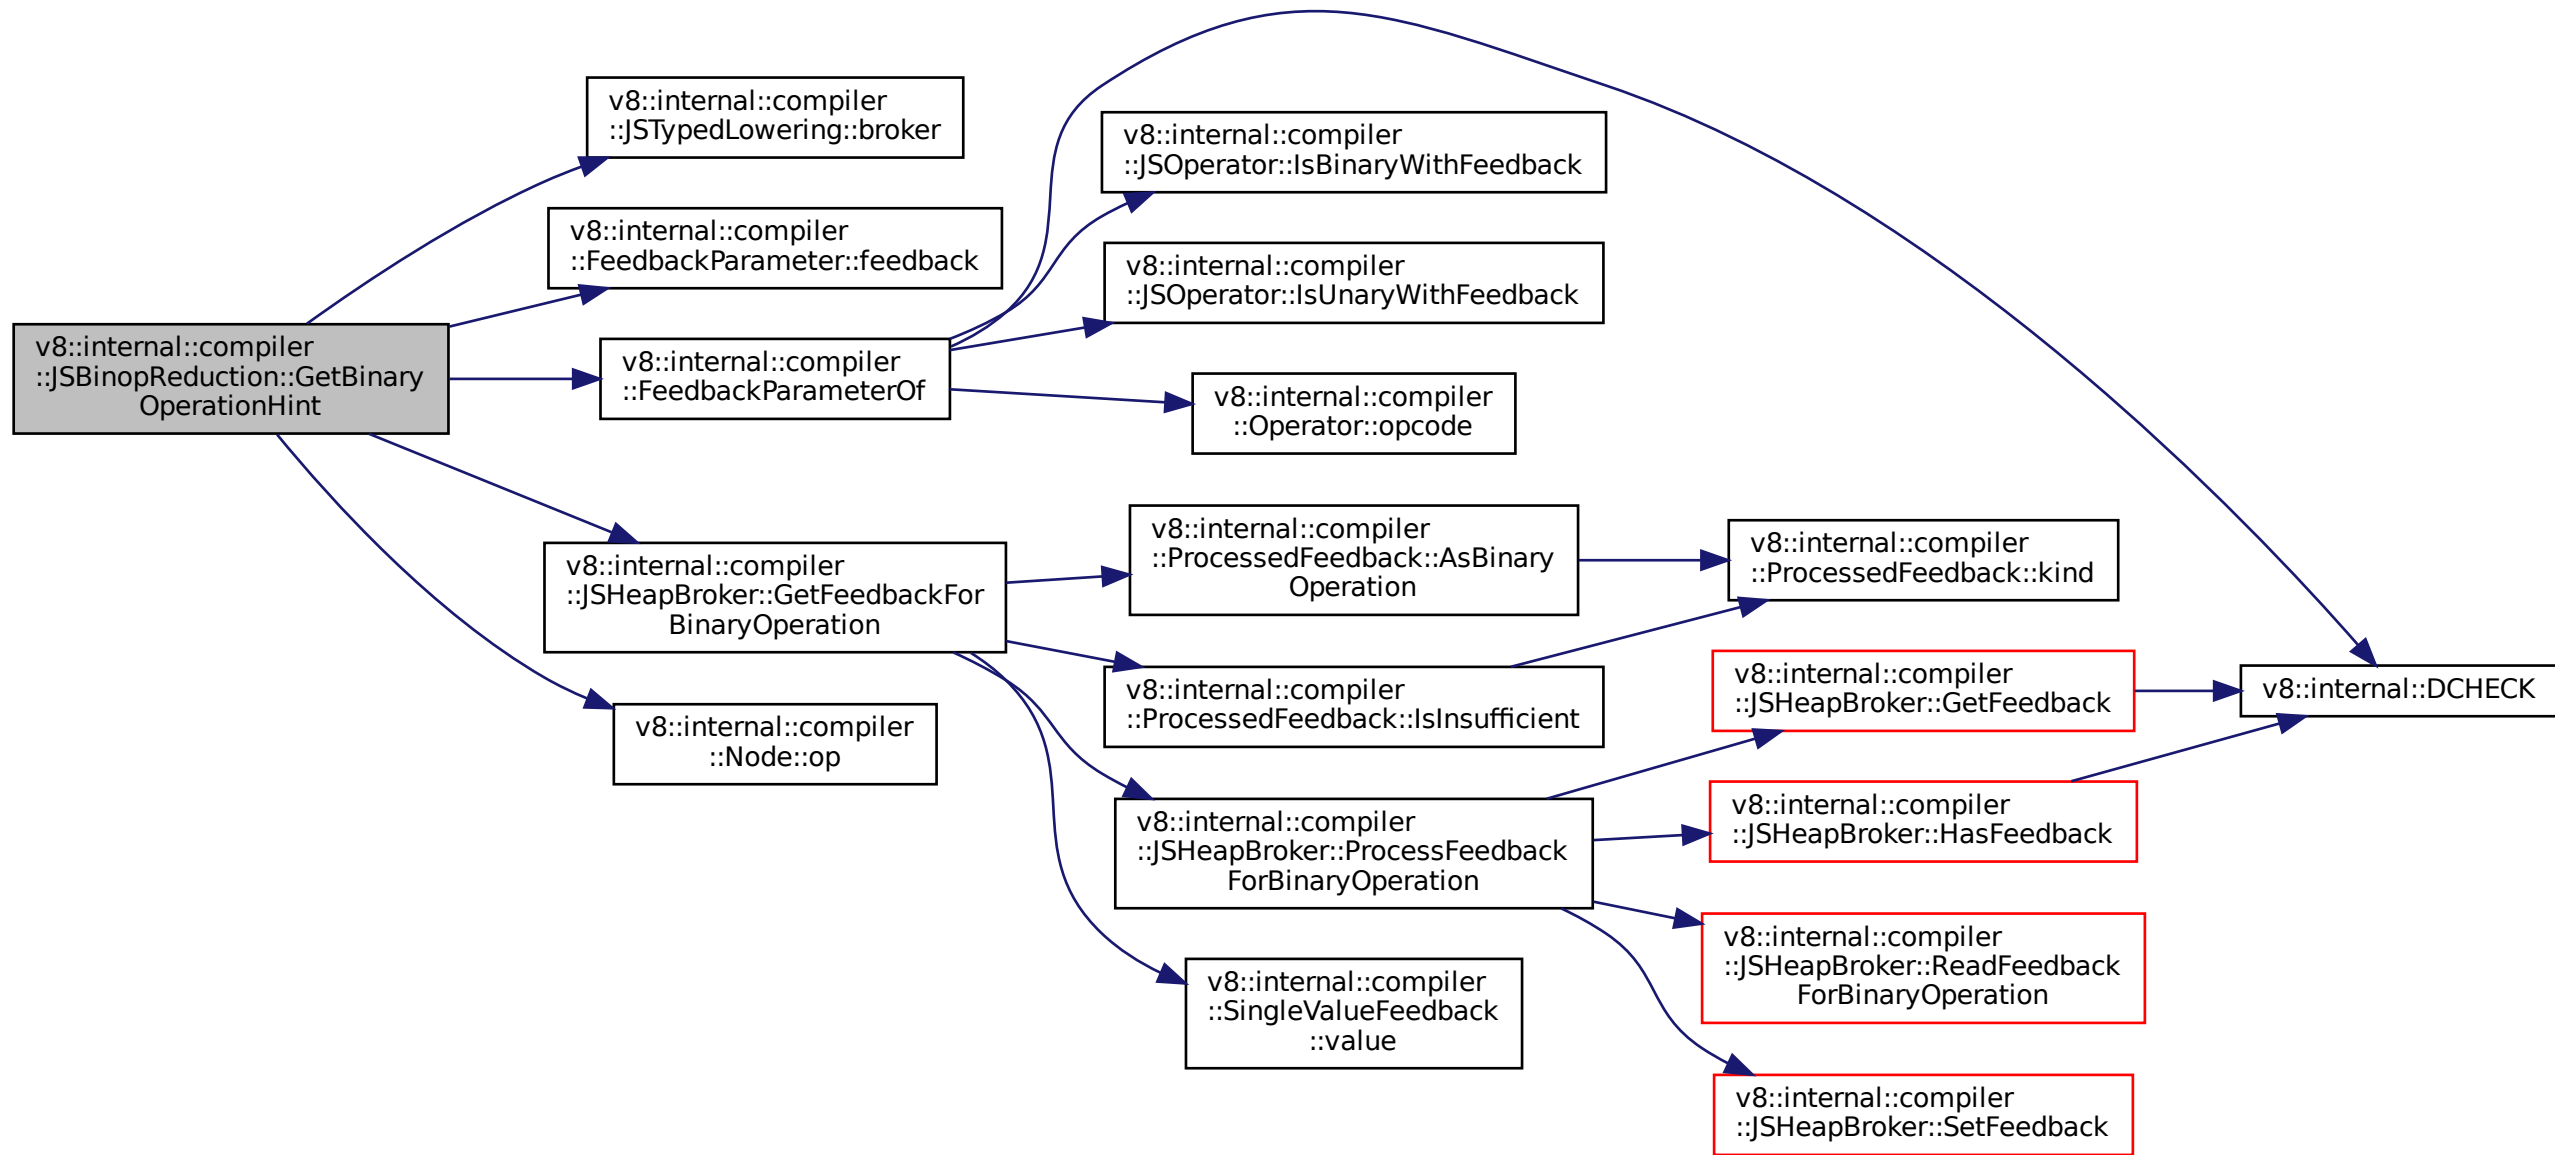 v8::internal::compiler
::JSBinopReduction::GetBinary
OperationHint
v8::internal::compiler
::JSTypedLowering::broker
v8::internal::compiler
::FeedbackParameter::feedback
v8::internal::compiler
::FeedbackParameterOf
v8::internal::compiler
::JSHeapBroker::GetFeedbackFor
BinaryOperation
v8::internal::compiler
::Node::op
v8::internal::compiler
::JSOperator::IsBinaryWithFeedback
v8::internal::compiler
::JSOperator::IsUnaryWithFeedback
v8::internal::compiler
::Operator::opcode
v8::internal::compiler
::ProcessedFeedback::AsBinary
Operation
v8::internal::compiler
::ProcessedFeedback::IsInsufficient
v8::internal::compiler
::JSHeapBroker::ProcessFeedback
ForBinaryOperation
v8::internal::compiler
::SingleValueFeedback
::value
v8::internal::compiler
::ProcessedFeedback::kind
v8::internal::compiler
::JSHeapBroker::GetFeedback
v8::internal::compiler
::JSHeapBroker::HasFeedback
v8::internal::compiler
::JSHeapBroker::ReadFeedback
ForBinaryOperation
v8::internal::compiler
::JSHeapBroker::SetFeedback
v8::internal::DCHECK